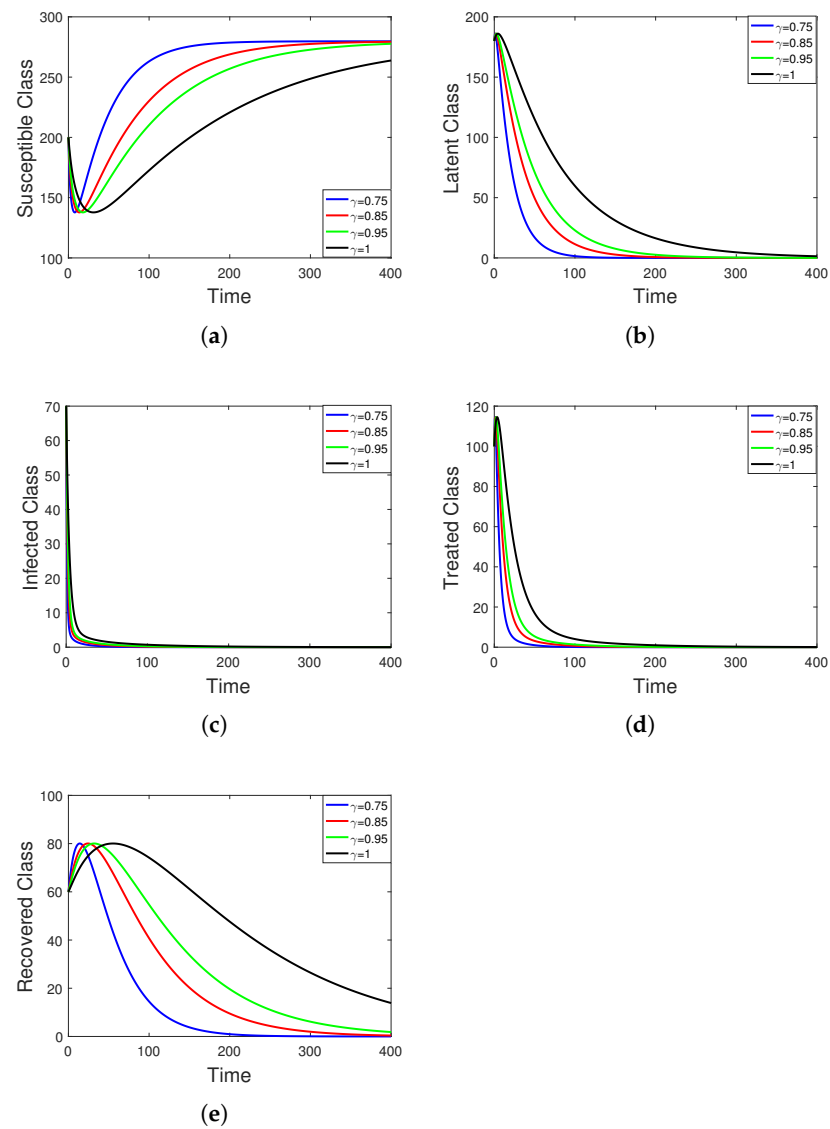 Susceptible Class
300
250
200
150
100
0
100
200
300
400
Time
γ=0.75
γ=0.85
γ=0.95
γ=1
(a)
Latent Class
200
150
100
50
0
0
100
200
300
400
Time
γ=0.75
γ=0.85
γ=0.95
γ=1
(b)
Infected Class
70
60
50
40
30
20
10
0
0
100
200
300
400
Time
γ=0.75
γ=0.85
γ=0.95
γ=1
(c)
Treated Class
120
100
80
60
40
20
0
0
100
200
300
400
Time
γ=0.75
γ=0.85
γ=0.95
γ=1
(d)
Recovered Class
100
80
60
40
20
0
0
100
200
300
400
Time
γ=0.75
γ=0.85
γ=0.95
γ=1
(e)